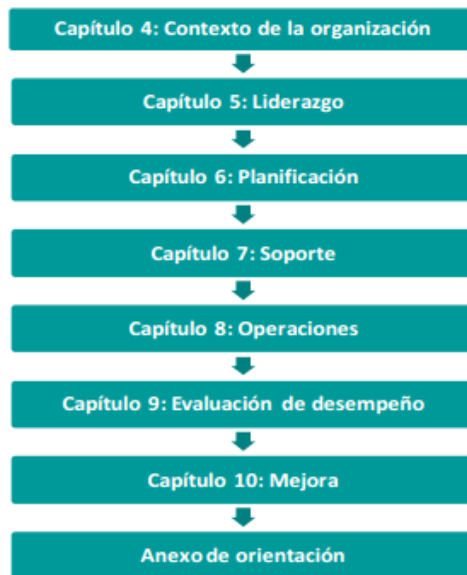 Capítulo 4: Contexto de la organización
Capítulo 5: Liderazgo
Capítulo 6: Planificación
Capítulo 7: Soporte
Capítulo 8: Operaciones
Capítulo 9: Evaluación de desempeño
Capítulo 10: Mejora
Anexo de orientación